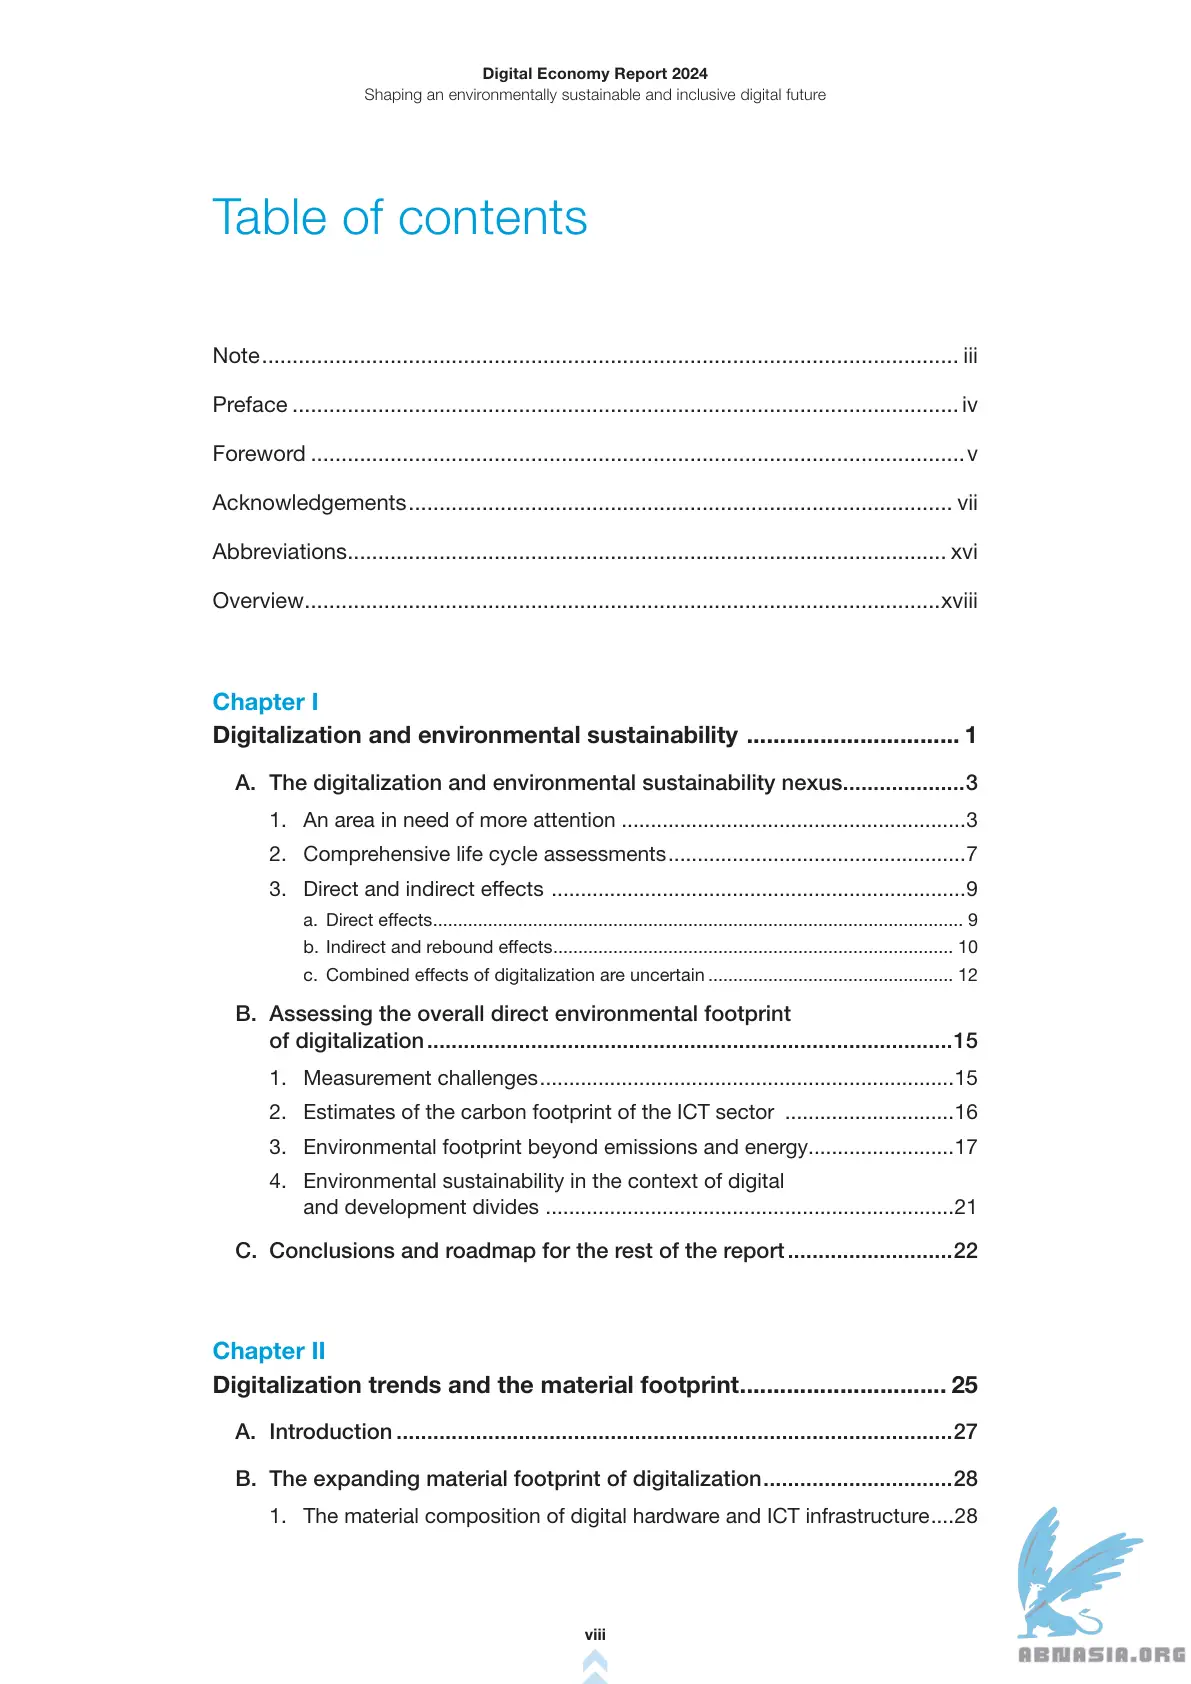 Digital Economy Report 2024
Shaping an environmentally sustainable and inclusive digital future
Table of contents
Note.................................................................................................................. iii
Preface ............................................................................................................. iv
Foreword ...........................................................................................................v
Acknowledgements......................................................................................... vii
Abbreviations.................................................................................................. xvi
Overview........................................................................................................xviii
Chapter I
Digitalization and environmental sustainability ................................ 1
A. The digitalization and environmental sustainability nexus....................3
1. An area in need of more attention ...........................................................3
2. Comprehensive life cycle assessments...................................................7
3. Direct and indirect effects .......................................................................9
a. Direct effects.......................................................................................................... 9
b. Indirect and rebound effects................................................................................ 10
c. Combined effects of digitalization are uncertain ................................................. 12
B. Assessing the overall direct environmental footprint
of digitalization......................................................................................15
1. Measurement challenges.......................................................................15
2. Estimates of the carbon footprint of the ICT sector .............................16
3. Environmental footprint beyond emissions and energy.........................17
4. Environmental sustainability in the context of digital
and development divides ......................................................................21
C. Conclusions and roadmap for the rest of the report...........................22
Chapter II
Digitalization trends and the material footprint............................... 25
A. Introduction ...........................................................................................27
B. The expanding material footprint of digitalization...............................28
1. The material composition of digital hardware and ICT infrastructure....28
viii
ABNASIA.ORG